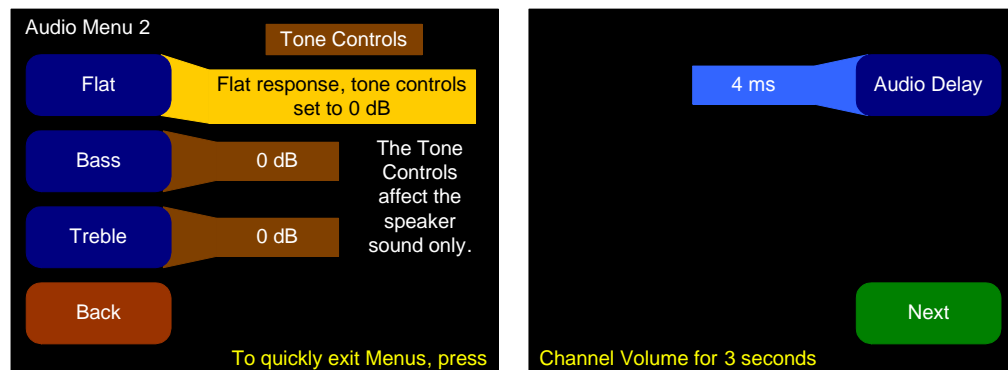 Audio Menu 2
Tone Controls
Flat
Flat response, tone controls
set to 0 dB
Bass
0 dB
The Tone
Controls
affect the
speaker
sound only.
Treble
0 dB
Back
To quickly exit Menus, press
4 ms
Audio Delay
Next
Channel Volume for 3 seconds